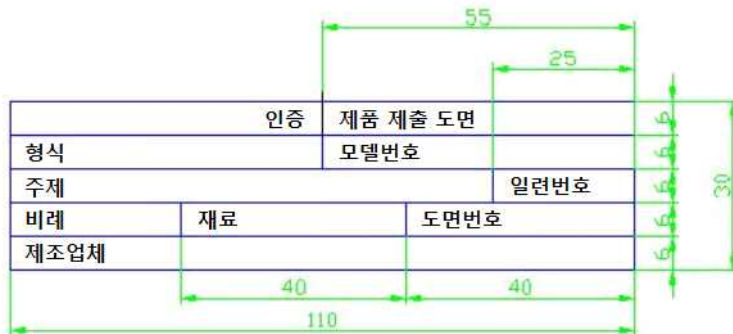 55
25
인증 제품 제출 도면 6
형식 모델번호 6
주제 일련번호 6 30
비례 재료 도면번호 6
제조업체 6
40 40
110